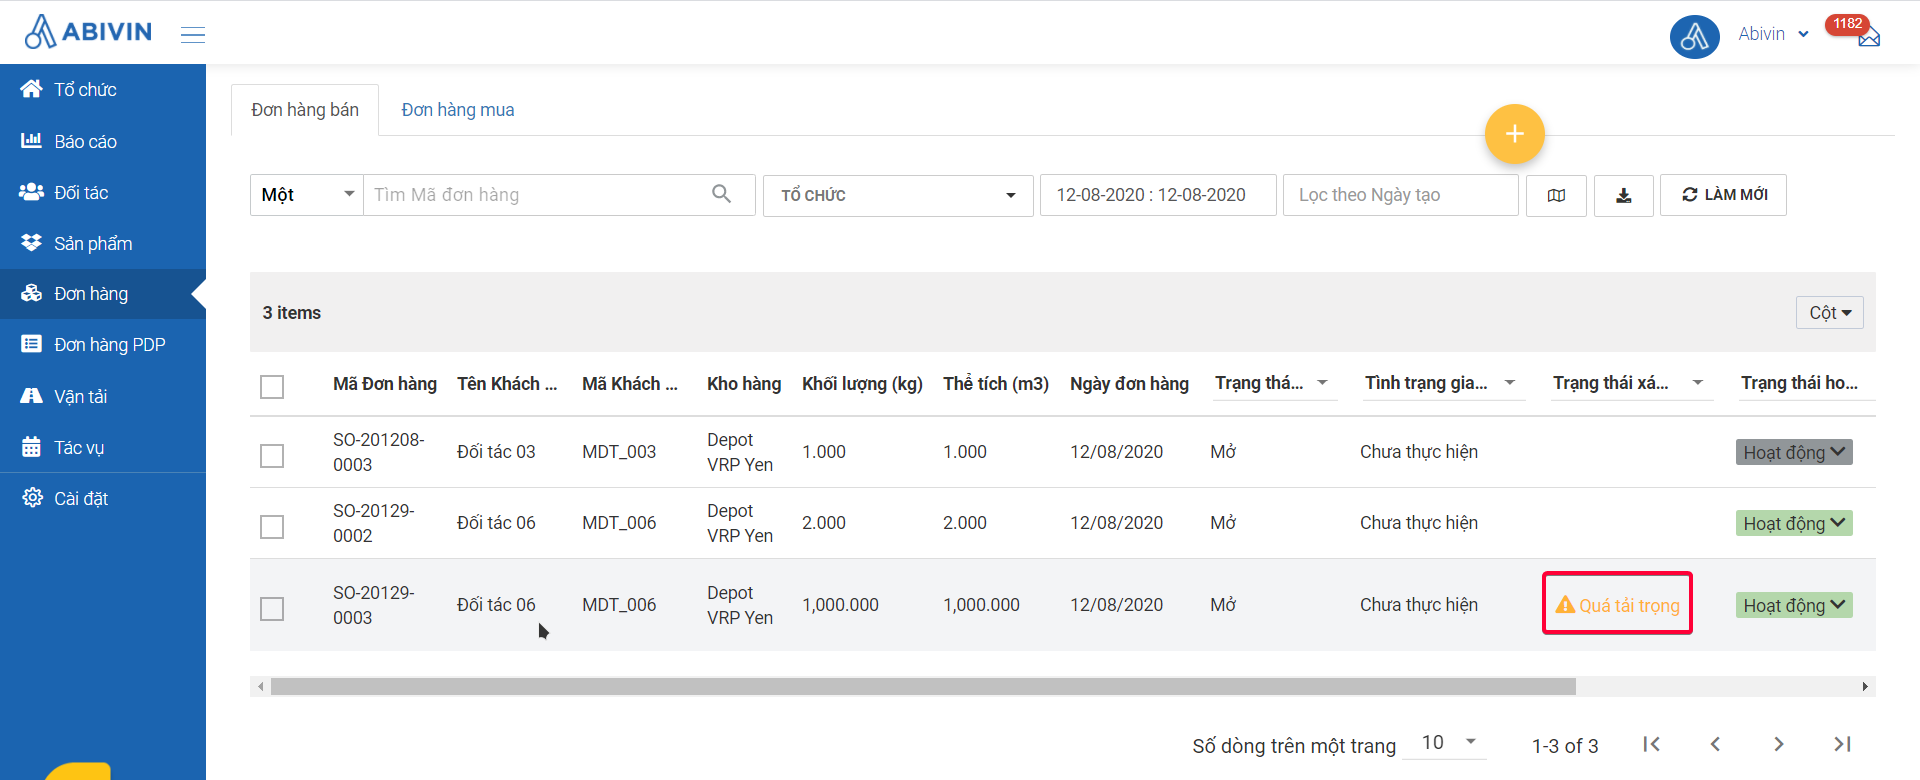 ABIVIN
Abivin
1182
Tổ chức
Báo cáo
Đối tác
Sản phẩm
Đơn hàng
Đơn hàng PDP
Vận tải
Tác vụ
Cài đặt
Đơn hàng bán
Đơn hàng mua
+
Một
Tìm Mã đơn hàng
TỔ CHỨC
12-08-2020 : 12-08-2020
Lọc theo Ngày tạo
LÀM MỚI
3 items
Cột
Mã Đơn hàng Tên Khách ... Mã Khách ... Kho hàng Khối lượng (kg) Thể tích (m3) Ngày đơn hàng Trạng thá... Tình trạng gia... Trạng thái xá... Trạng thái ho...
SO-201208-
0003
Đối tác 03 MDT_003
Depot
VRP Yen
1.000 1.000 12/08/2020 Mở Chưa thực hiện Hoạt động
SO-20129-
0002
Đối tác 06 MDT_006
Depot
VRP Yen
2.000 2.000 12/08/2020 Mở Chưa thực hiện Hoạt động
SO-20129-
0003
Đối tác 06 MDT_006
Depot
VRP Yen
1,000.000 1,000.000 12/08/2020 Mở Chưa thực hiện Quá tải trọng Hoạt động
Số dòng trên một trang 10 1-3 of 3